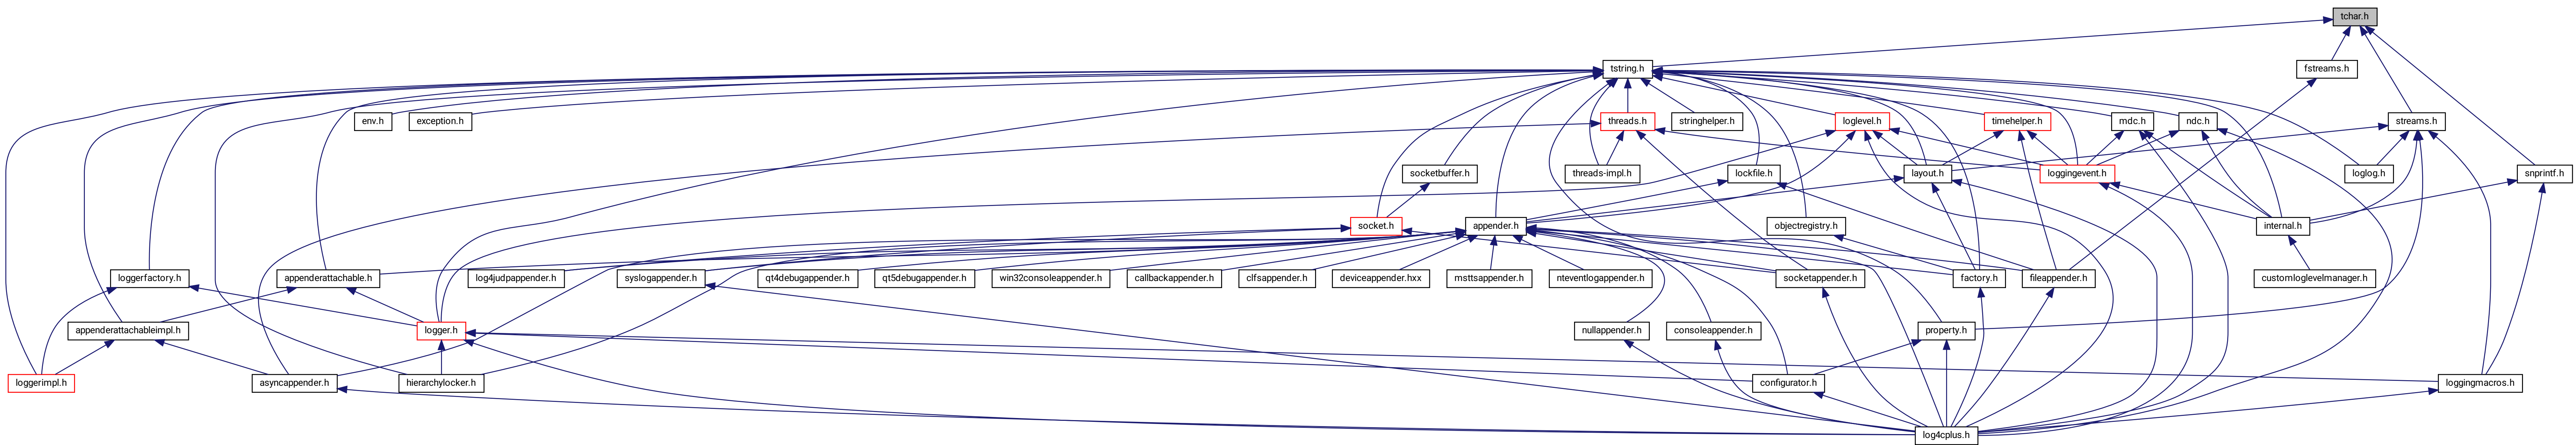 tchar.h
tstring.h
fstreams.h
env.h
exception.h
threads.h
stringhelper.h
loglevel.h
timehelper.h
mdc.h
ndc.h
streams.h
socketbuffer.h
threads-impl.h
lockfile.h
layout.h
loggingevent.h
loglog.h
snprintf.h
socket.h
appender.h
objectregistry.h
internal.h
loggerfactory.h
appenderattachable.h
log4judpappender.h
syslogappender.h
qt4debugappender.h
qt5debugappender.h
win32consoleappender.h
callbackappender.h
clfsappender.h
deviceappender.hxx
msttsappender.h
nteventlogappender.h
socketappender.h
factory.h
fileappender.h
customloglevelmanager.h
appenderattachableimpl.h
logger.h
nullappender.h
consoleappender.h
property.h
loggerimpl.h
asyncappender.h
hierarchylocker.h
configurator.h
loggingmacros.h
log4cplus.h